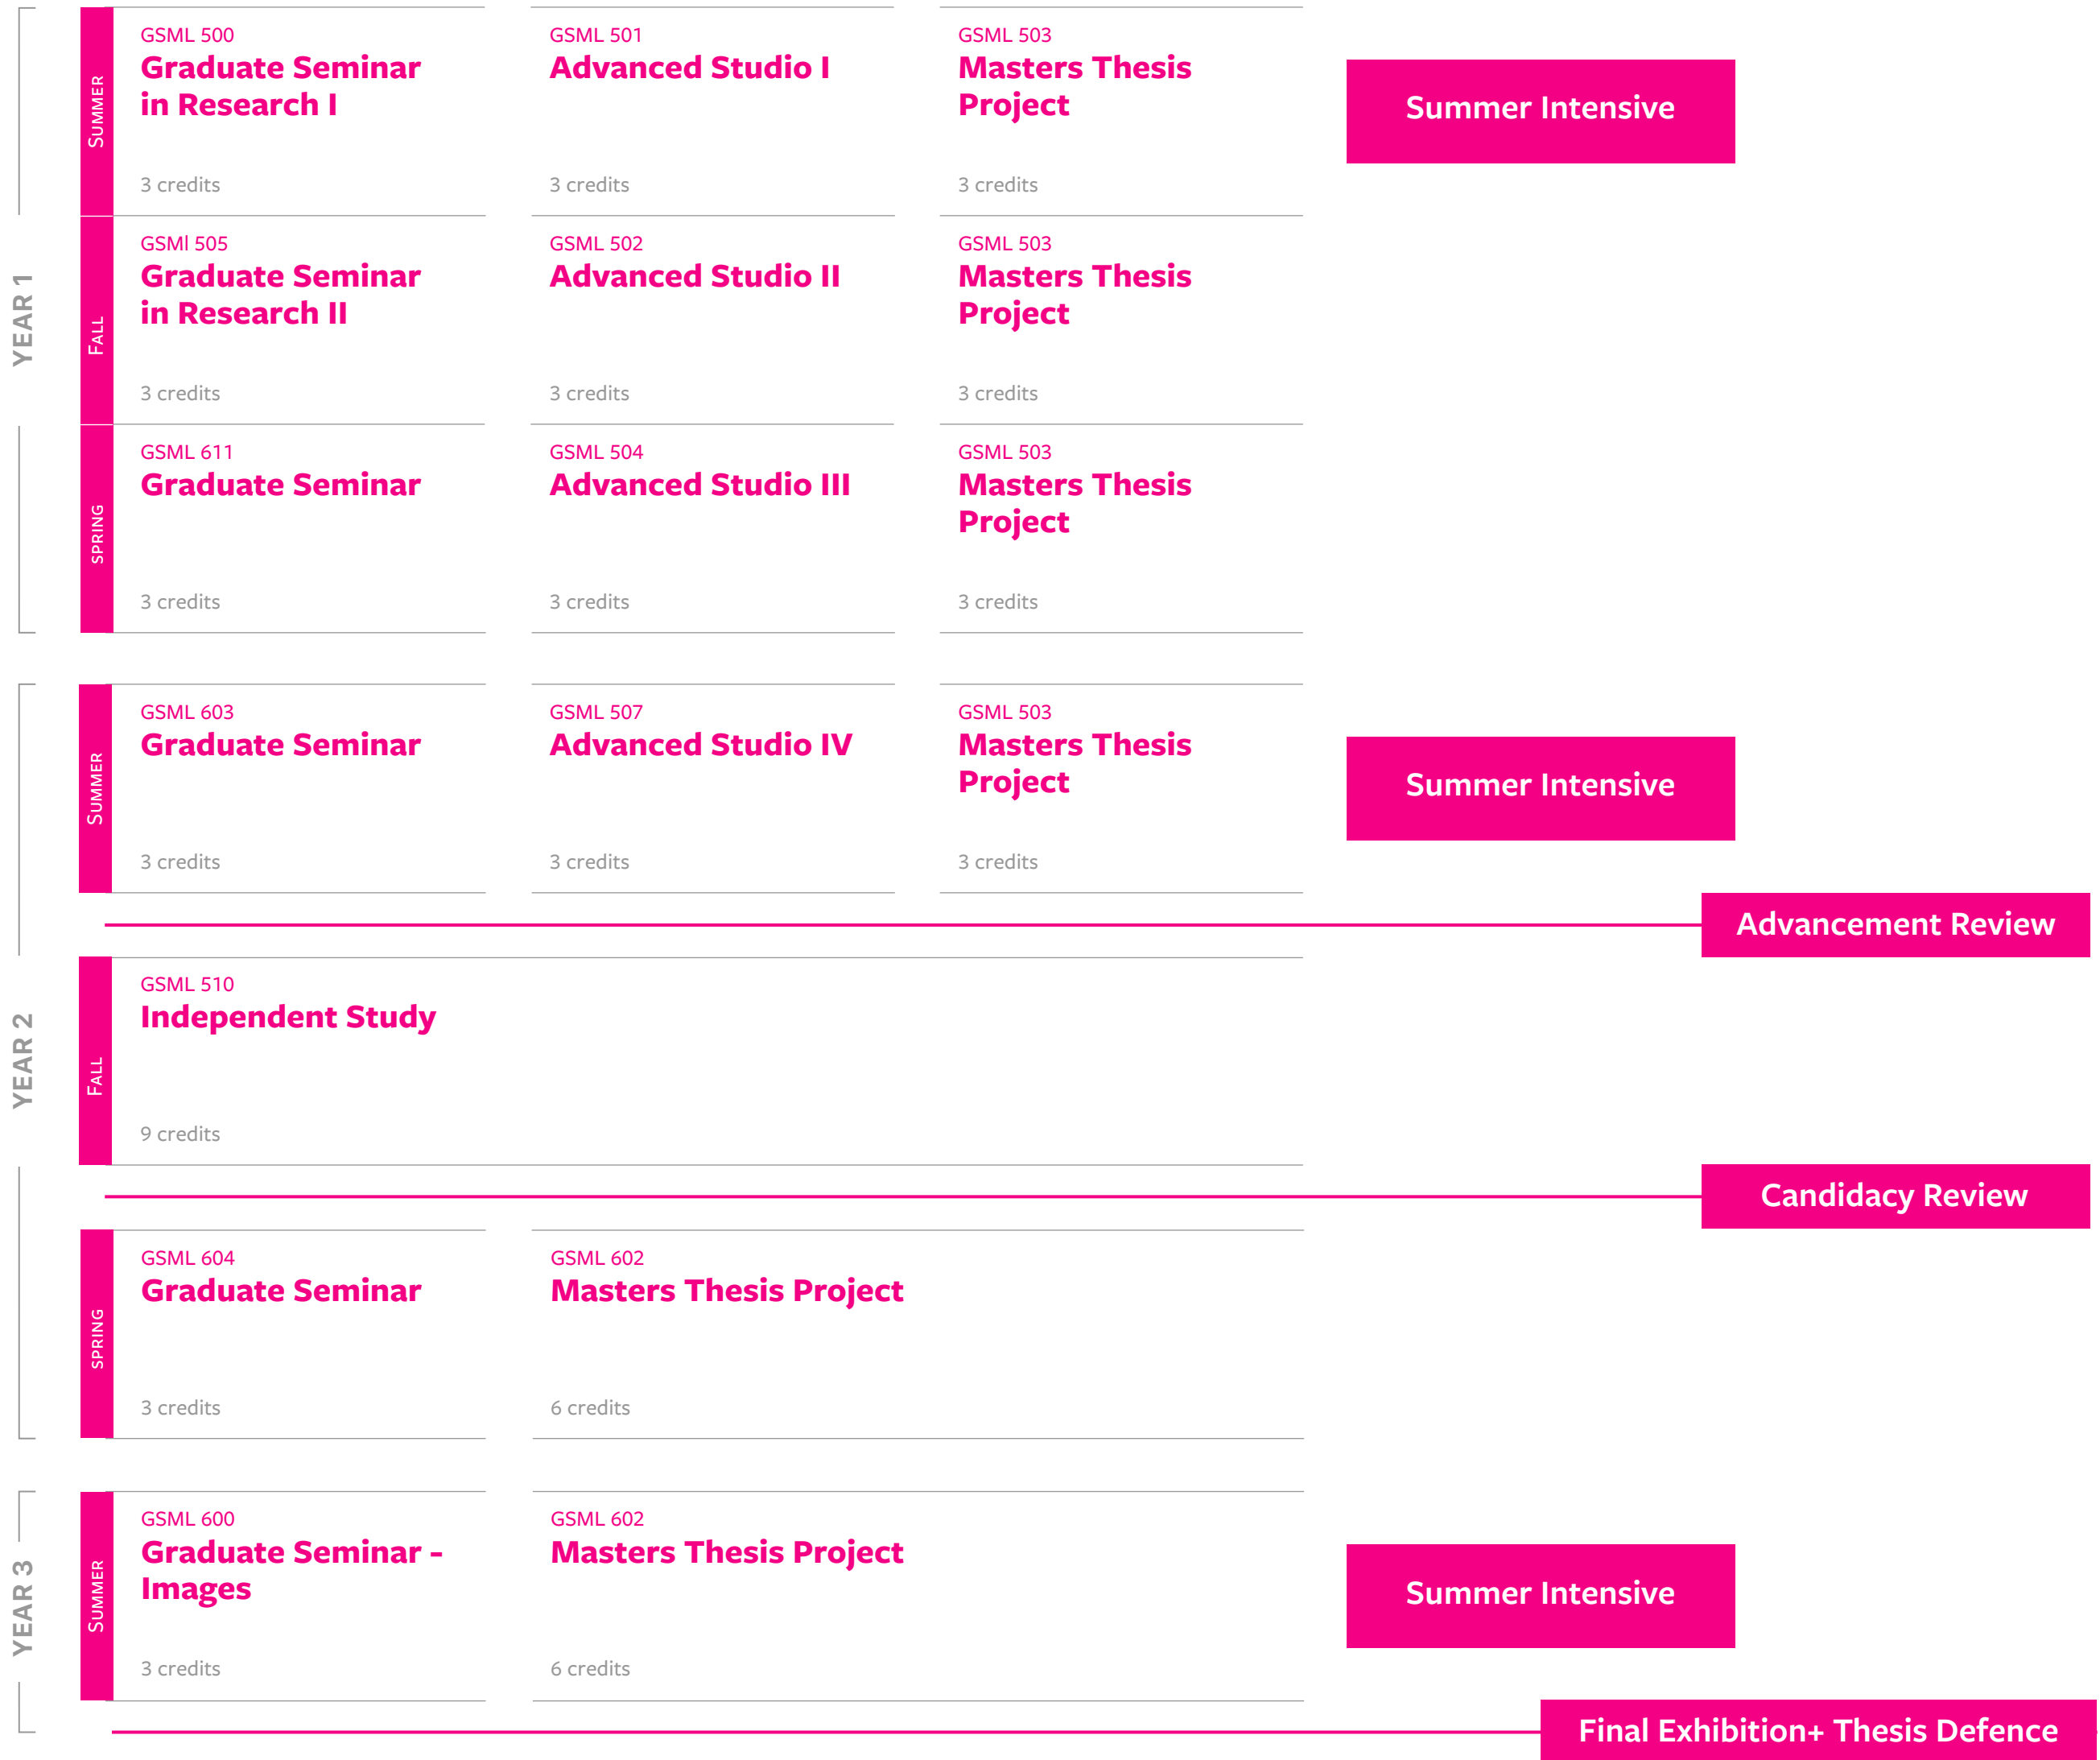 YEAR 1
SUMMER
GSML 500
Graduate Seminar
in Research I
3 credits
GSML 501
Advanced Studio I
3 credits
GSML 503
Masters Thesis
Project
3 credits
Summer Intensive
FALL
GSMl 505
Graduate Seminar
in Research II
3 credits
GSML 502
Advanced Studio II
3 credits
GSML 503
Masters Thesis
Project
3 credits
SPRING
GSML 611
Graduate Seminar
3 credits
GSML 504
Advanced Studio III
3 credits
GSML 503
Masters Thesis
Project
3 credits
YEAR 2
SUMMER
GSML 603
Graduate Seminar
3 credits
GSML 507
Advanced Studio IV
3 credits
GSML 503
Masters Thesis
Project
3 credits
Summer Intensive
Advancement Review
FALL
GSML 510
Independent Study
9 credits
Candidacy Review
SPRING
GSML 604
Graduate Seminar
3 credits
GSML 602
Masters Thesis Project
6 credits
YEAR 3
SUMMER
GSML 600
Graduate Seminar -
Images
3 credits
GSML 602
Masters Thesis Project
6 credits
Summer Intensive
Final Exhibition+ Thesis Defence